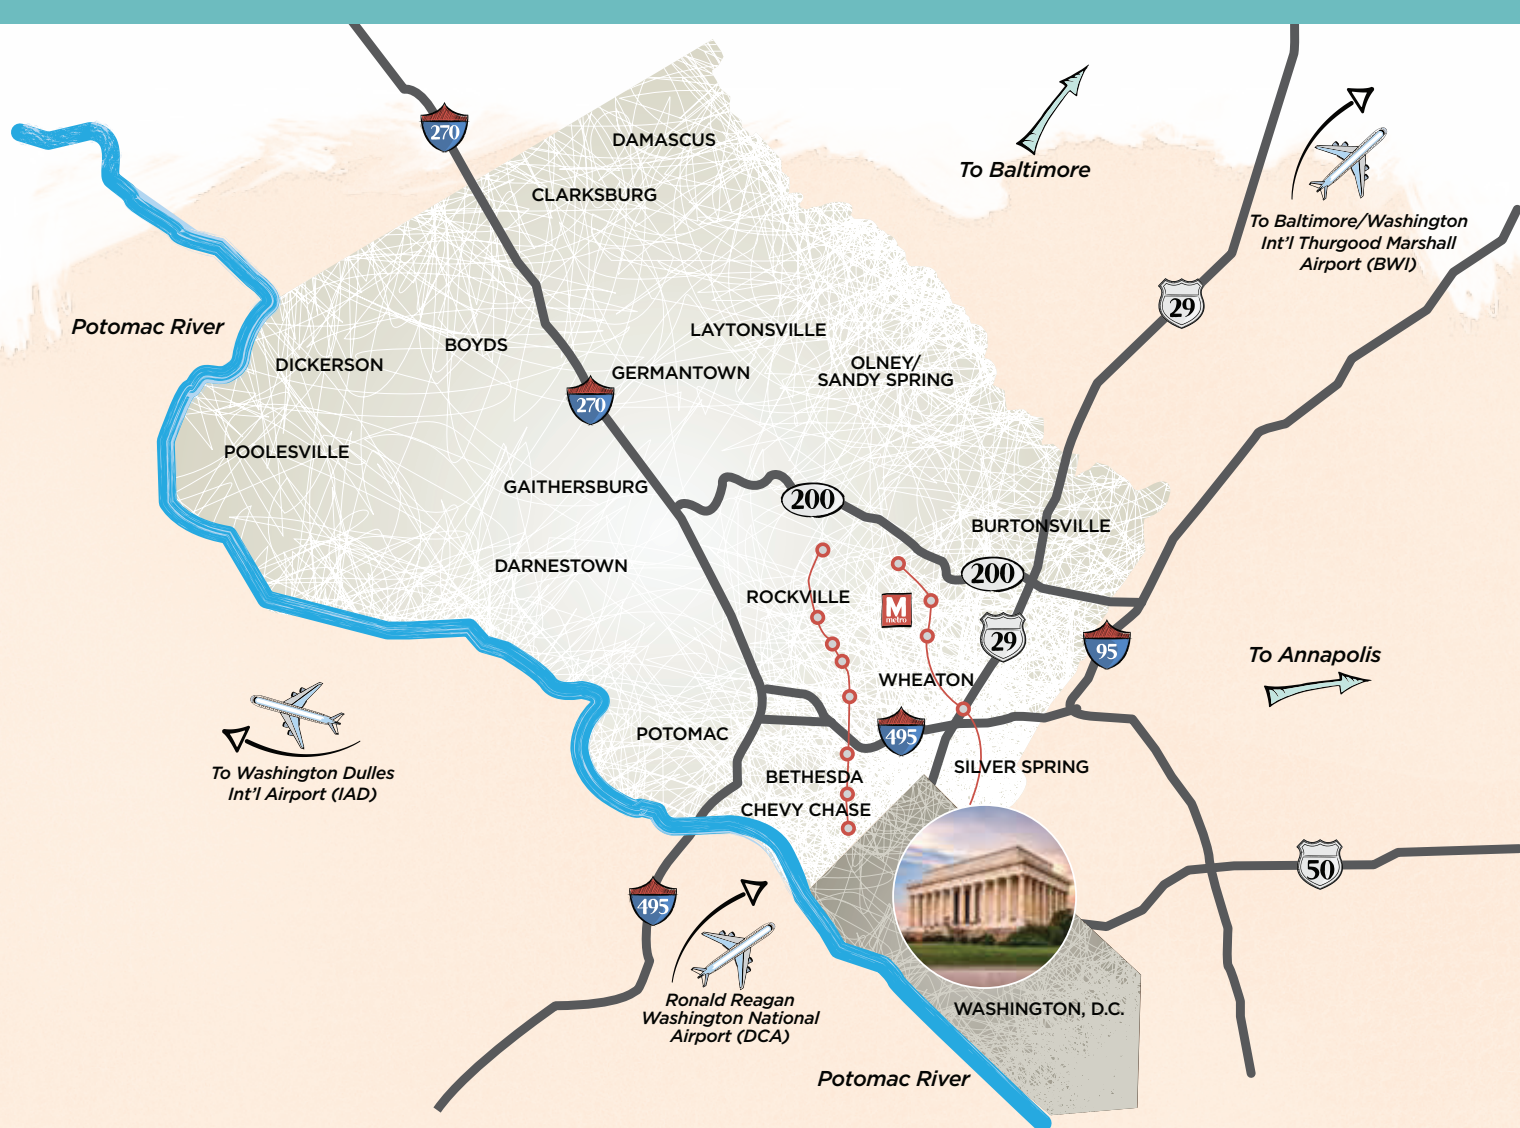 270
DAMASCUS
To Baltimore
CLARKSBURG
To Baltimore/Washington
Int'l Thurgood Marshall
Airport (BWI)
29
Potomac River
LAYTONSVILLE
BOYDS
DICKERSON
GERMANTOWN
OLNEY/
SANDY SPRING
270
POOLESVILLE
GAITHERSBURG
200
BURTONSVILLE
DARNESTOWN
200
ROCKVILLE
M
metro
29
95
To Annapolis
WHEATON
POTOMAC
495
SILVER SPRING
BETHESDA
To Washington Dulles
Int'l Airport (IAD)
CHEVY CHASE
50
495
Ronald Reagan
Washington National
Airport (DCA)
WASHINGTON, D.C.
Potomac River